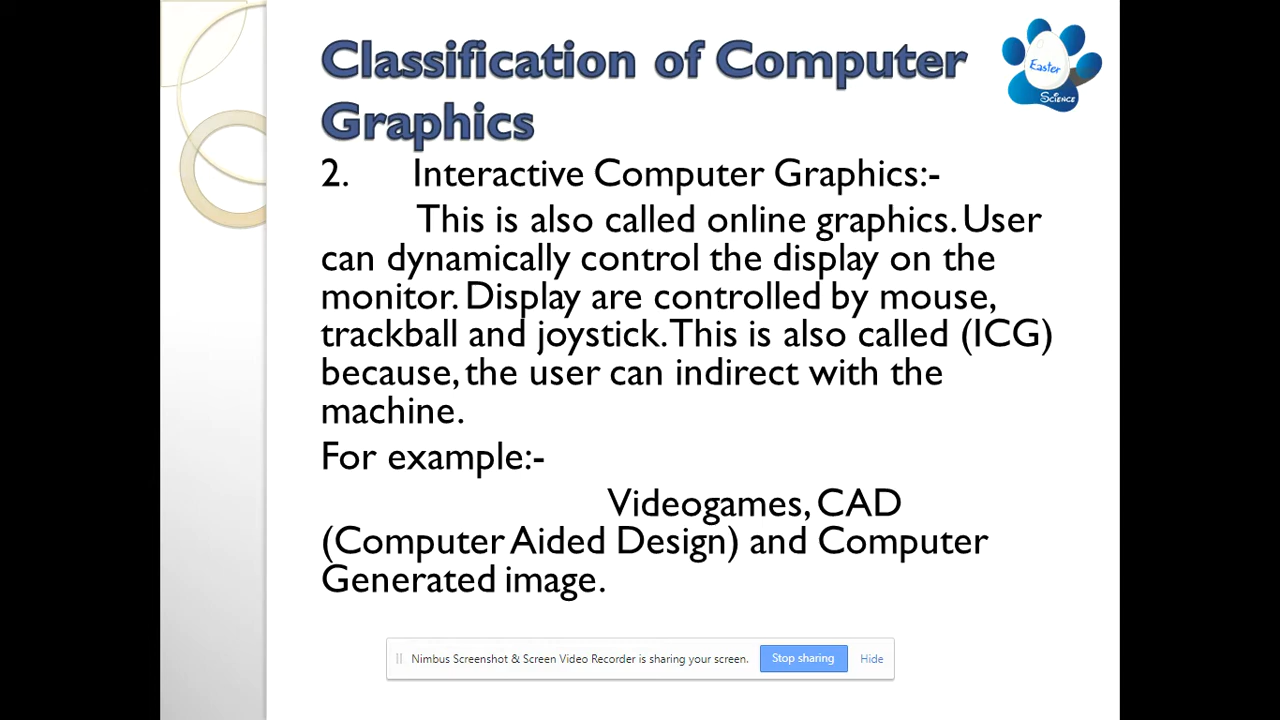 Classification of Computer
Graphics
Easter
Science
2. Interactive Computer Graphics:-
This is also called online graphics. User
can dynamically control the display on the
monitor. Display are controlled by mouse,
trackball and joystick. This is also called (ICG)
because, the user can indirect with the
machine.
For example:-
Videogames, CAD
(Computer Aided Design) and Computer
Generated image.
Nimbus Screenshot & Screen Video Recorder is sharing your screen. Stop sharing Hide